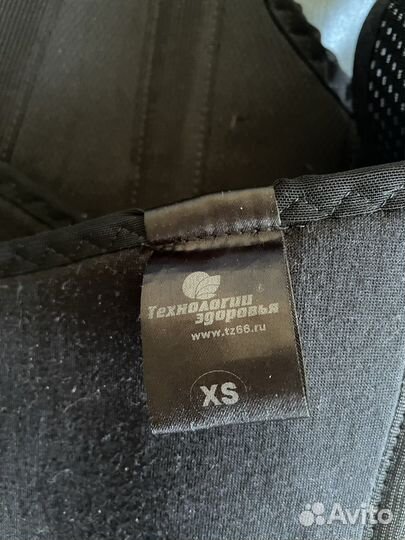 Технологии
здоровья
www.tz66.ru
XS
Avito